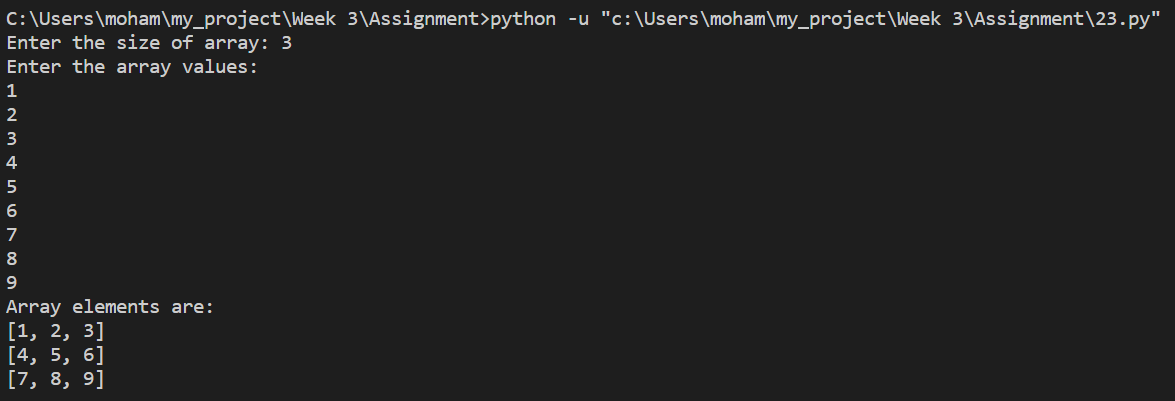 C:\Users\moham\my_project\Week 3\Assignment>python -u "c:\Users\moham\my_project\Week 3\Assignment\23.py"
Enter the size of array: 3
Enter the array values:
1
2
3
4
5
6
7
8
9
Array elements are:
[1, 2, 3]
[4, 5, 6]
[7, 8, 9]